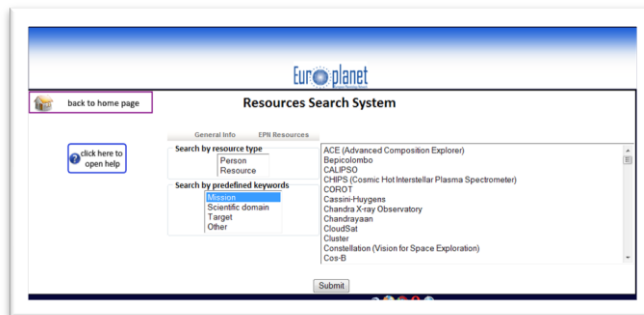 Europlanet
back to home page
Resources Search System
General Info EPN Resources
click here to
open help
Search by resource type
Person
Resource
Search by predefined keywords
Mission
Scientific domain
Target
Other
ACE (Advanced Composition Explorer)
Bepicolombo
CALIPSO
CHIPS (Cosmic Hot Interstellar Plasma Spectrometer)
COROT
Cassini-Huygens
Chandra X-ray Observatory
Chandrayaan
CloudSat
Cluster
Constellation (Vision for Space Exploration)
Cos-B
Submit